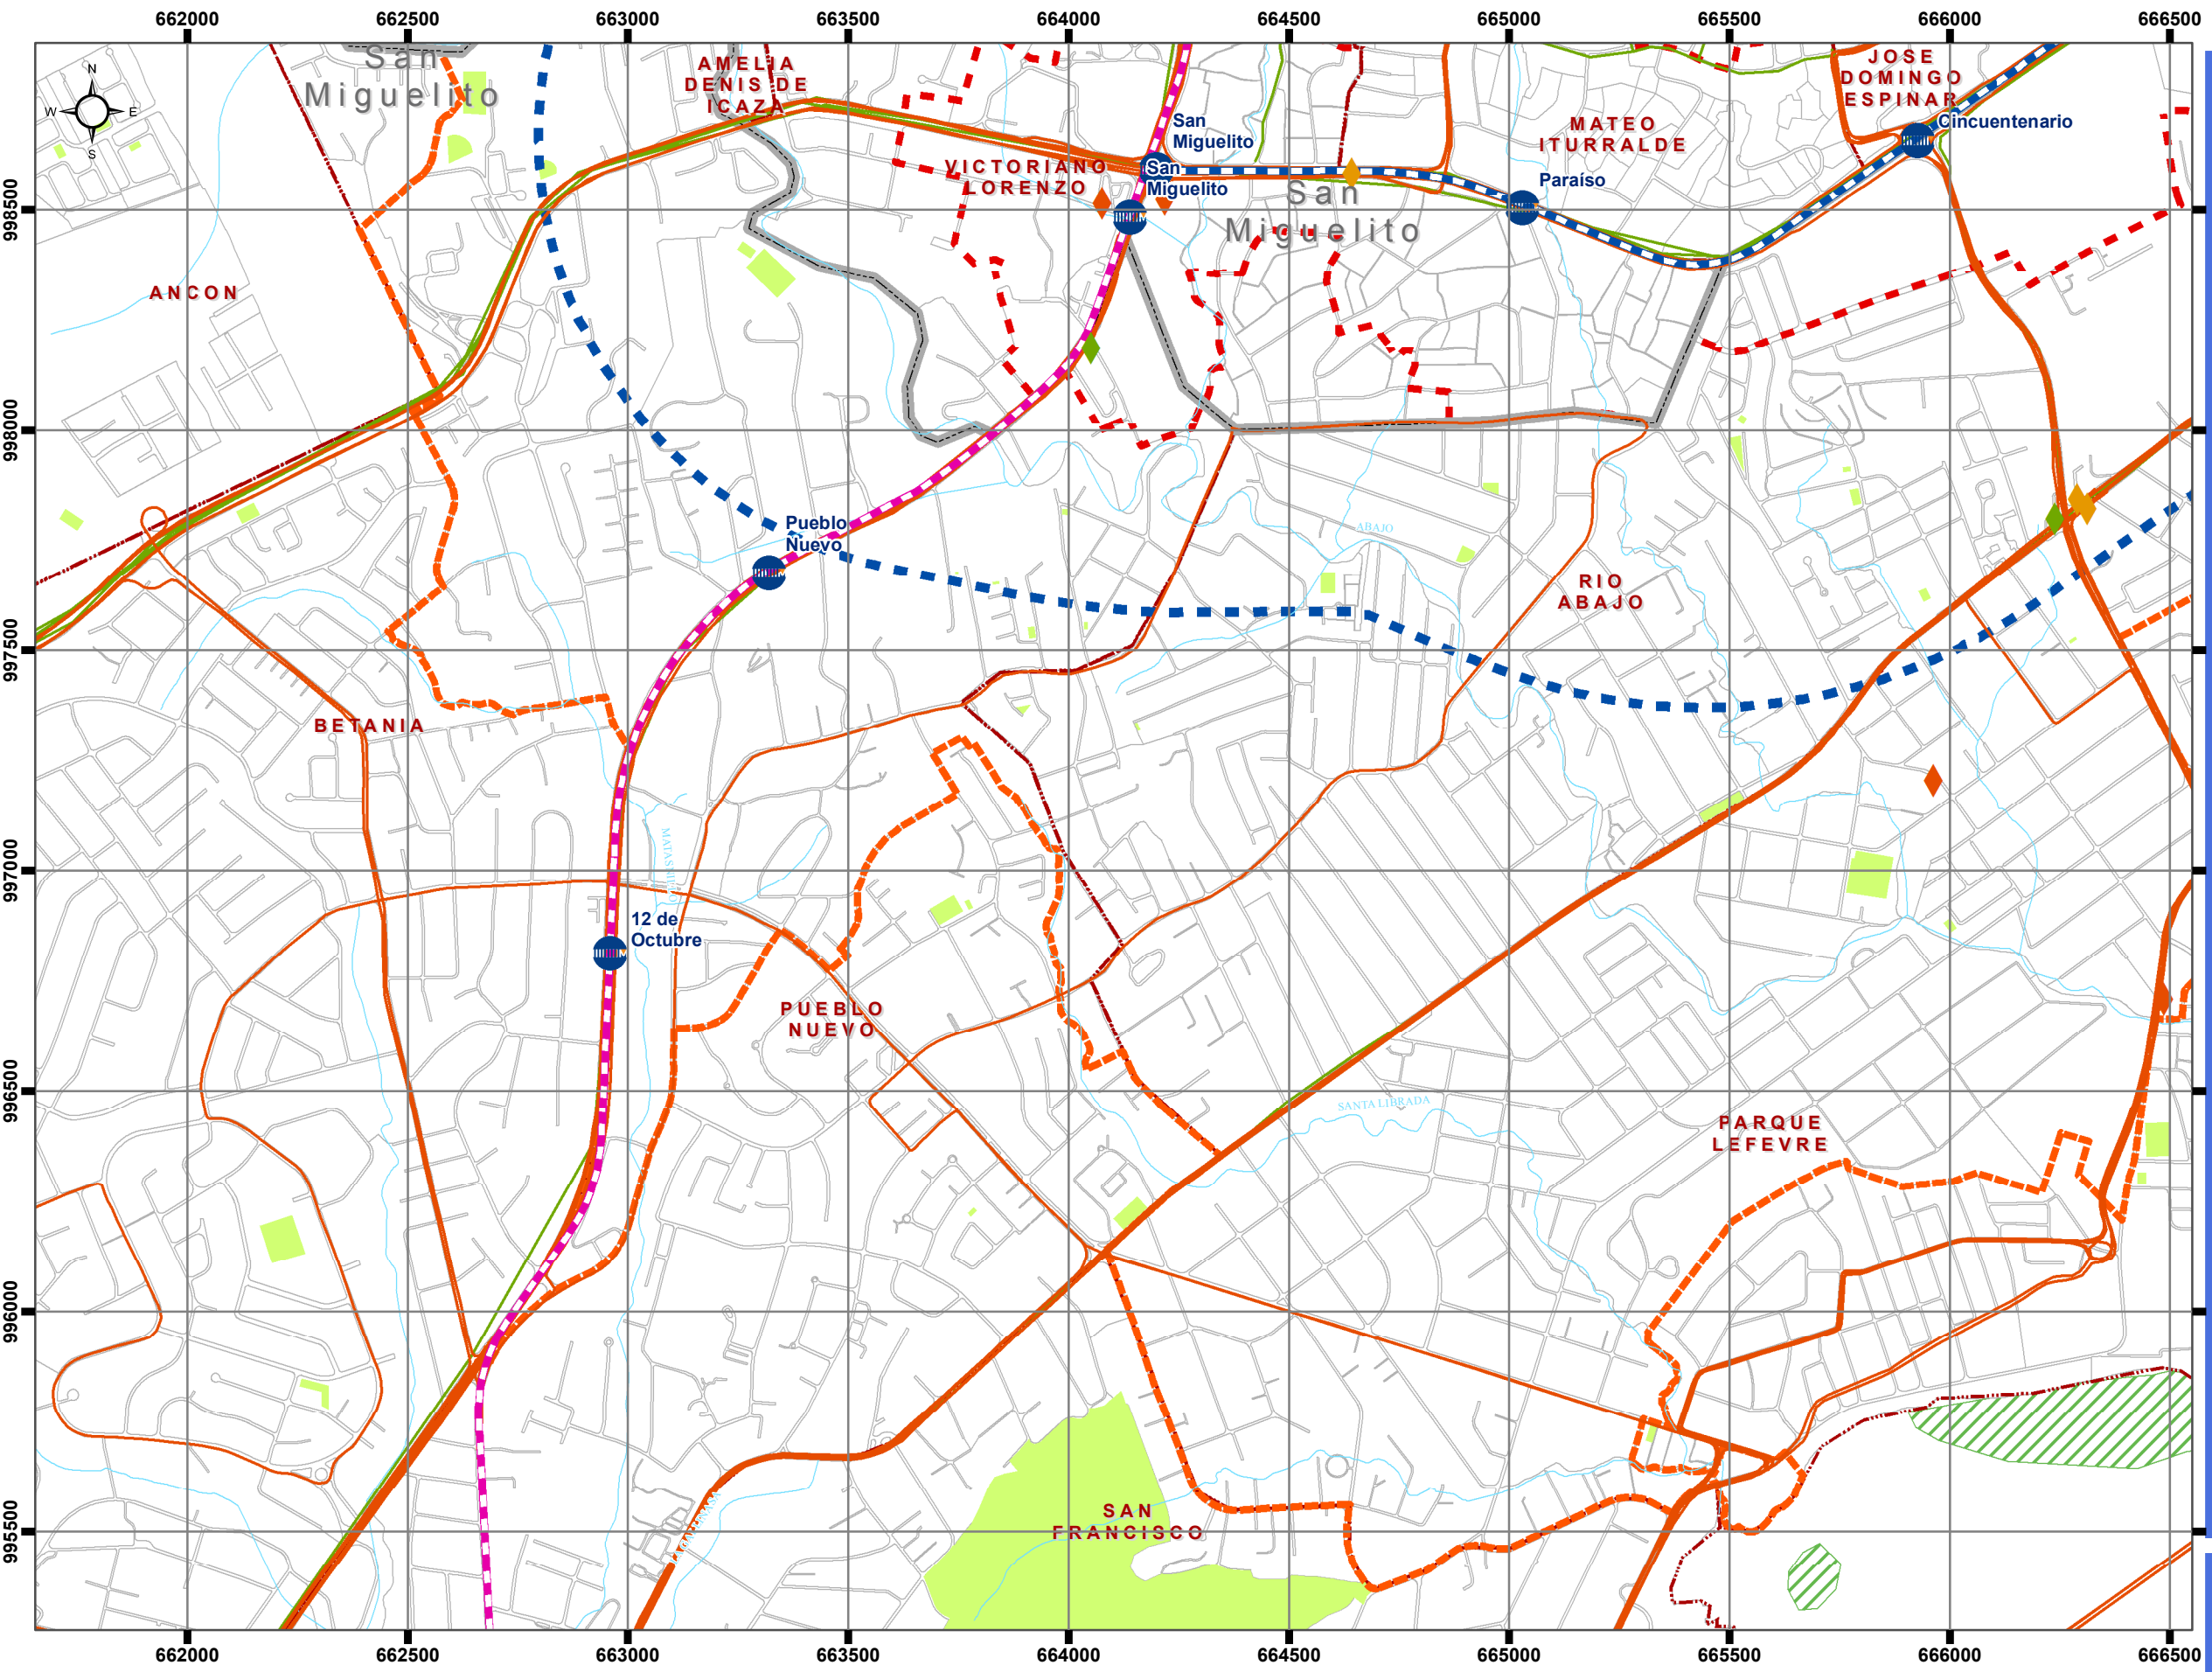 662000 662500 663000 663500 664000 664500 665000 665500 666000 666500
N
W E
S
San
Miguelito
AMELIA
DENIS DE
ICAZA
JOSE
DOMINGO
ESPINAR
San
Miguelito
Cincuentenario
MATEO
ITURRALDE
VICTORIANO
LORENZO
San
Miguelito
Paraíso
San
Miguelito
998500
ANCON
998000
Pueblo
Nuevo
ABAJO
RIO
ABAJO
997500
BETANIA
997000
12 de
Octubre
PUEBLO
NUEVO
996500
SANTA LIBRADA
PARQUE
LEFEVRE
996000
SAN
FRANCISCO
995500
662000 662500 663000 663500 664000 664500 665000 665500 666000 666500